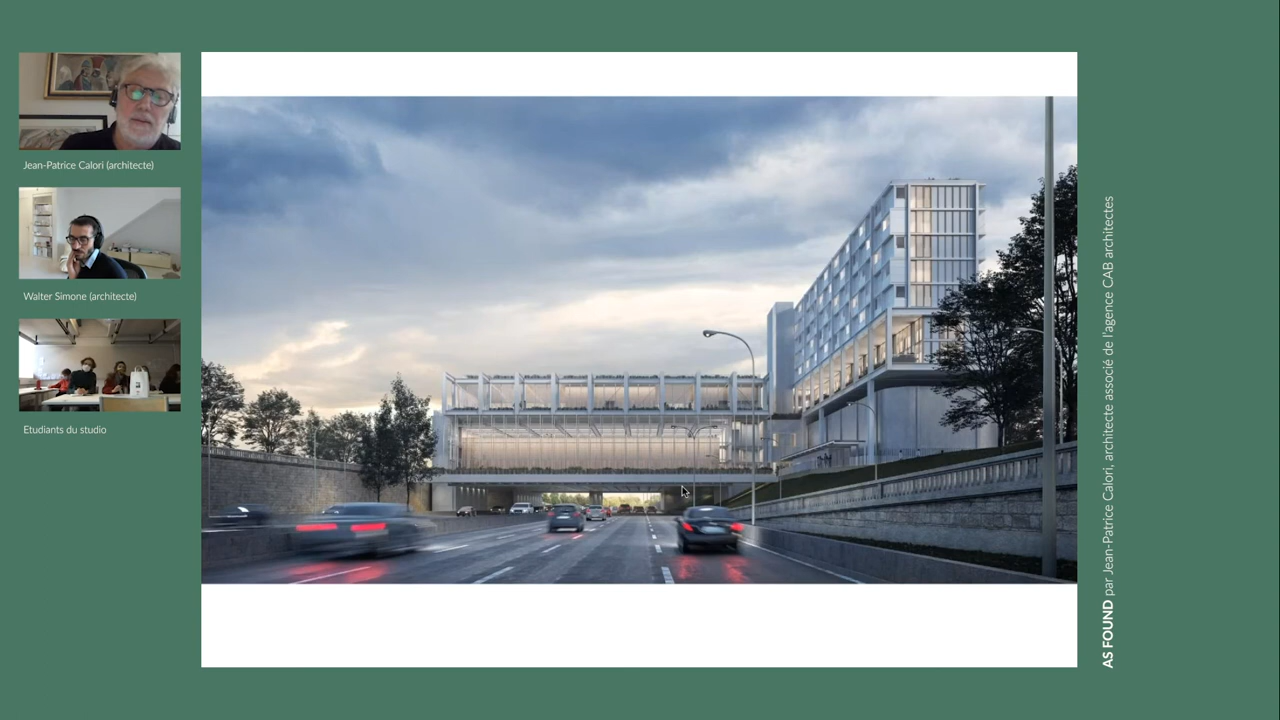 Jean-Patrice Calori (architecte)
Walter Simone (architecte)
Etudiants du studio
AS FOUND par Jean-Patrice Calori, architecte associé de l'agence CAB architectes